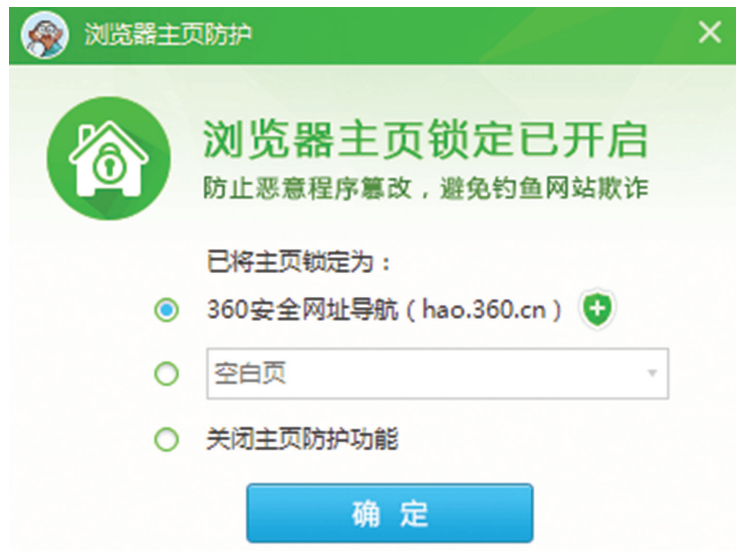 浏览器主页防护
浏览器主页锁定已开启
防止恶意程序篡改，避免钓鱼网站欺诈
已将主页锁定为：
360安全网址导航（hao.360.cn）
空白页
关闭主页防护功能
确 定